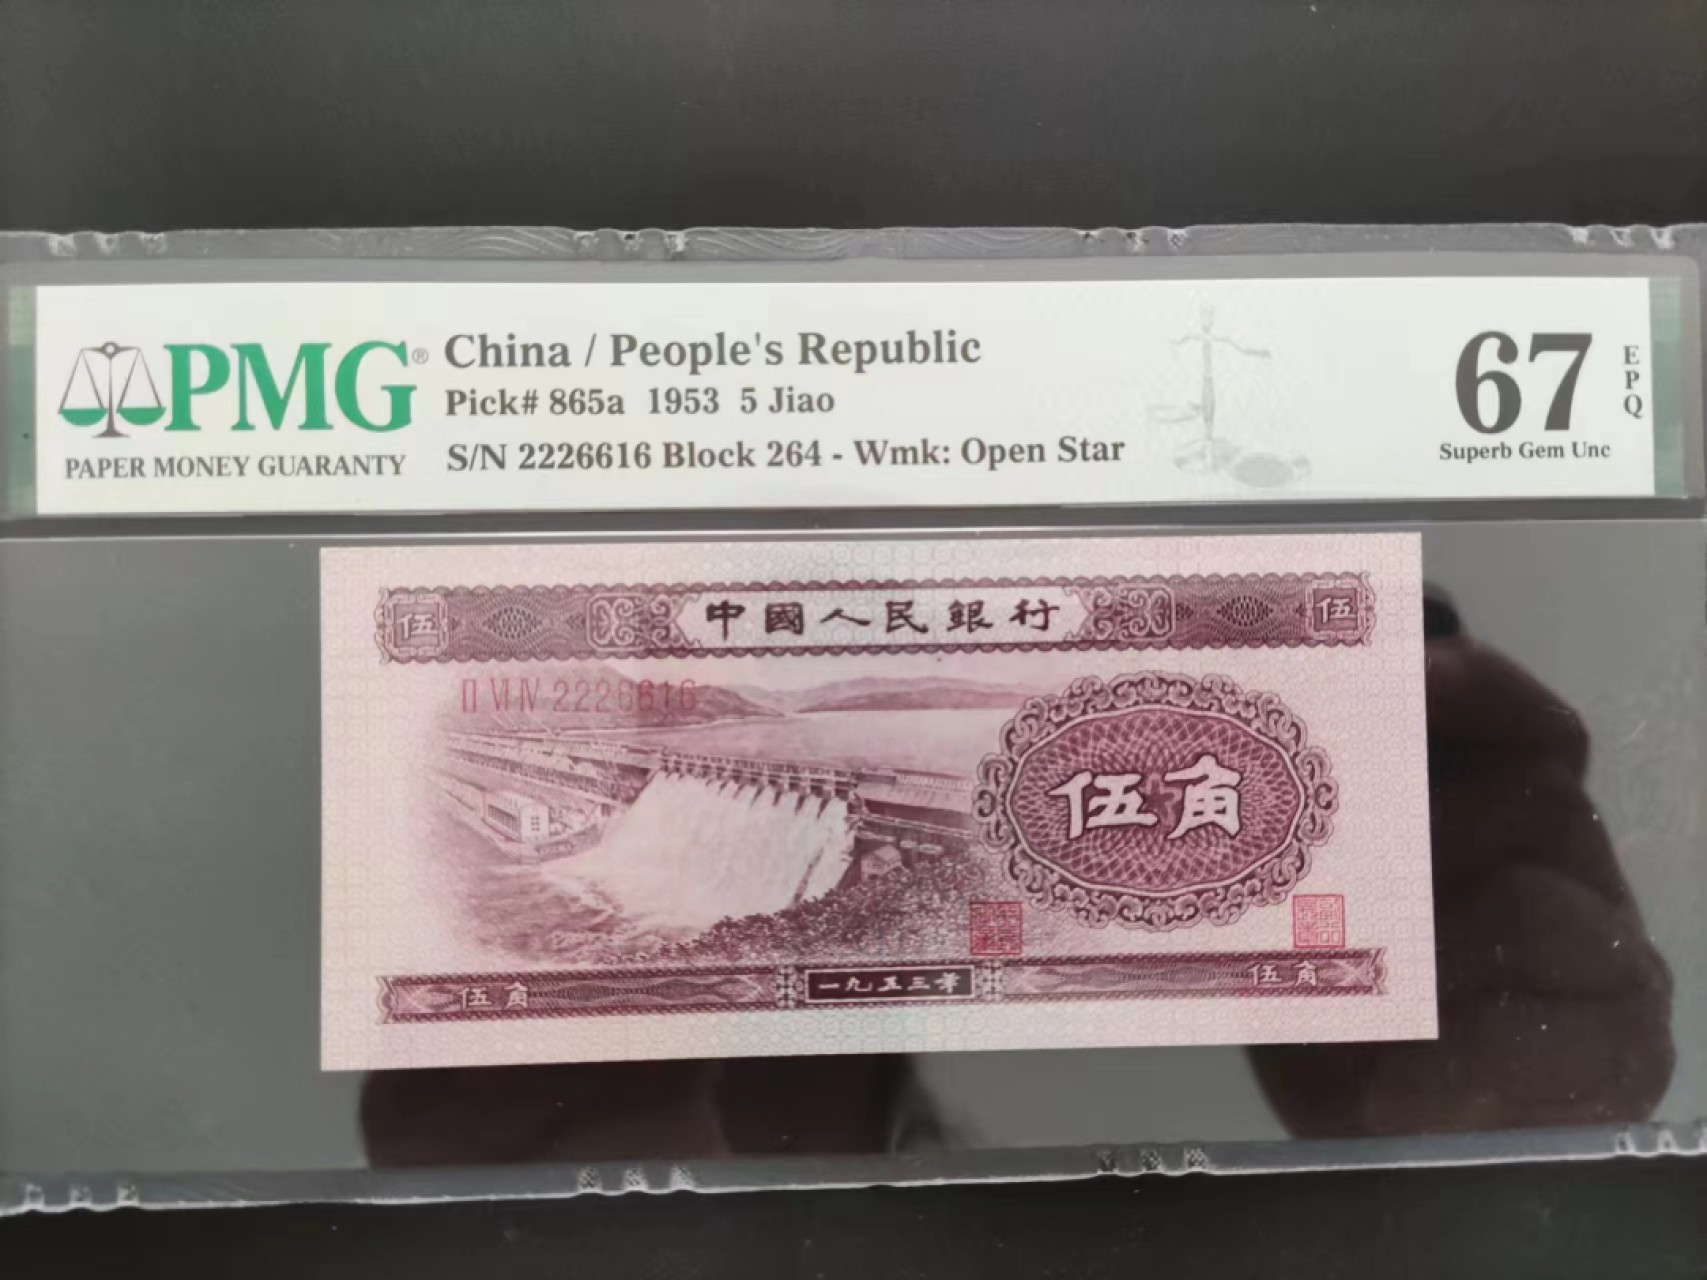 PMG®
PAPER MONEY GUARANTY
China / People's Republic
Pick# 865a 1953 5 Jiao
S/N 2226616 Block 264 - Wmk: Open Star
67 EPQ
Superb Gem Unc
伍 中國人民銀行 伍
II VI IV 2226616
伍角
伍角 一九五三年 伍角